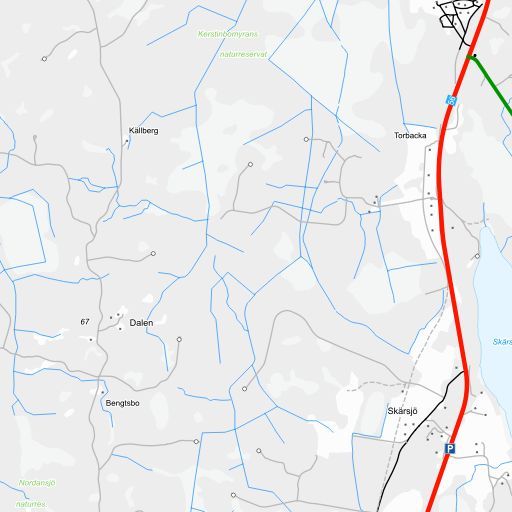 Kerstinbomyrans
naturreservat
Källberg
Torbacka
67
Dalen
Skärs
Bengtsbo
Skärsjö
P
Nordansjö
naturres.